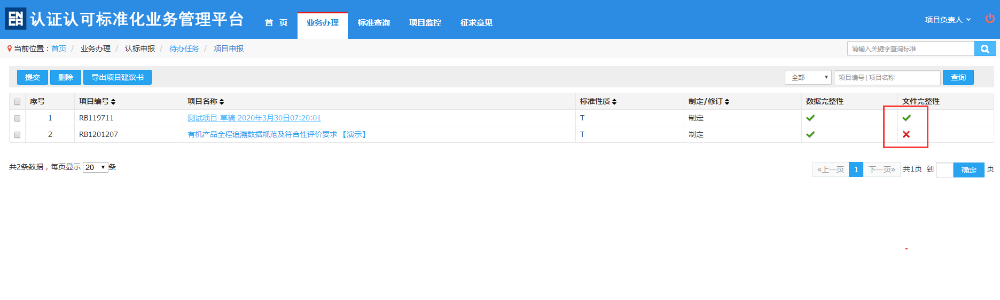 CNCA 认证认可标准化业务管理平台
首 页 业务办理 标准查询 项目监控 征求意见 项目负责人
当前位置：首页 / 业务办理 / 认标申报 / 待办任务 / 项目申报 请输入关键字查询标准
提交 删除 导出项目建议书 全部 项目编号 | 项目名称 查询
序号 项目编号 项目名称 标准性质 制定/修订 数据完整性 文件完整性
1 RB119711 测试项目-草稿-2020年3月30日07:20:01 T 制定
2 RB1201207 有机产品全程追溯数据规范及符合性评价要求 【演示】 T 制定
共2条数据，每页显示 20 条 «上一页 1 下一页» 共1页 到 确定 页